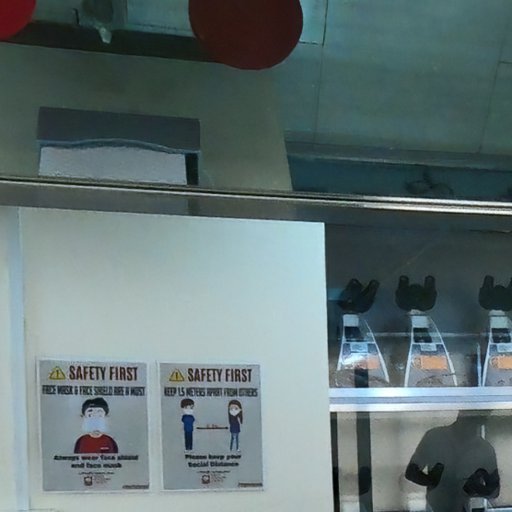 SAFETY FIRST
FACE MASK & FACE SHIELD ARE A MUST
Always wear face shield
and face mask
SAFETY FIRST
KEEP 1.5 METERS APART FROM OTHERS
Please keep your
Social Distance